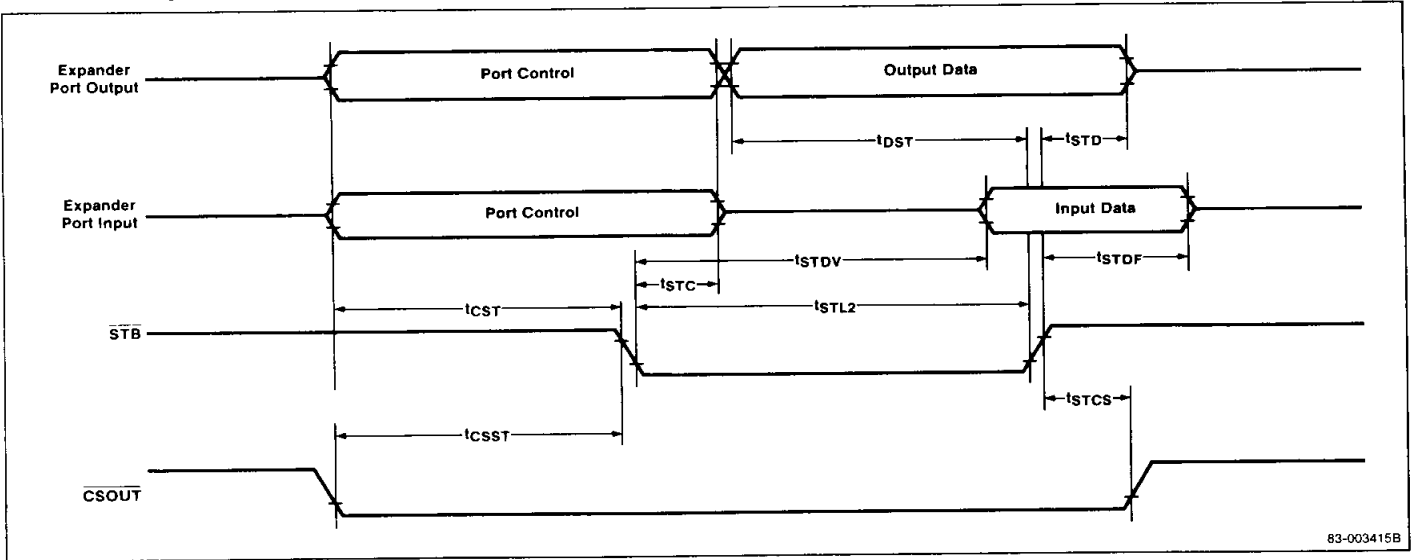 Expander
Port Output
Port Control
Output Data
tDST
tSTD
Expander
Port Input
Port Control
Input Data
tSTDV
tSTDF
tSTC
tCST
tSTL2
STB
tSTCS
tCSST
CSOUT
83-003415B